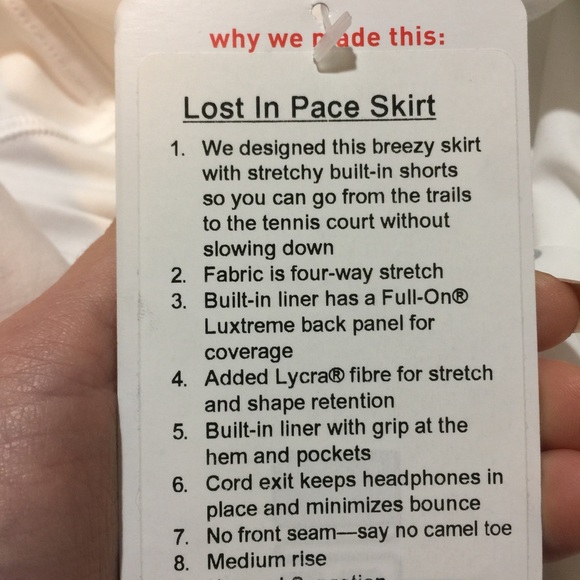 why we made this:
Lost In Pace Skirt
1. We designed this breezy skirt
with stretchy built-in shorts
so you can go from the trails
to the tennis court without
slowing down
2. Fabric is four-way stretch
3. Built-in liner has a Full-On®
Luxtreme back panel for
coverage
4. Added Lycra® fibre for stretch
and shape retention
5. Built-in liner with grip at the
hem and pockets
6. Cord exit keeps headphones in
place and minimizes bounce
7. No front seam—say no camel toe
8. Medium rise